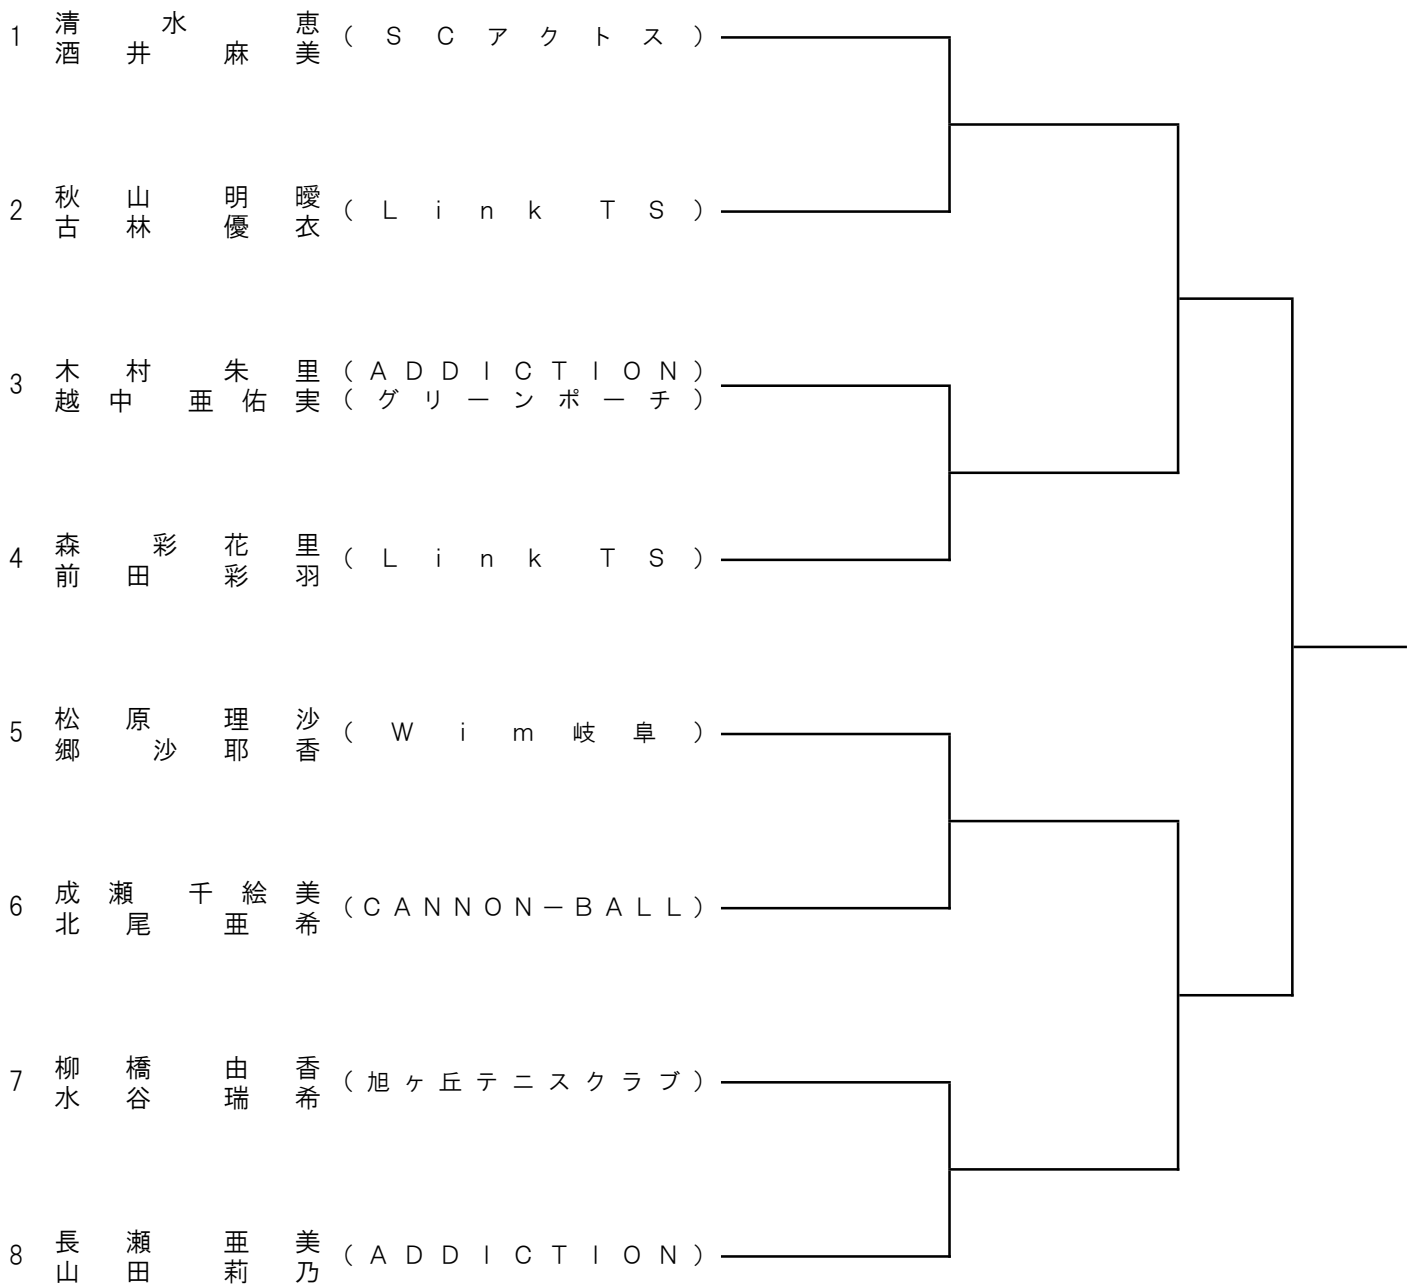 1 清水恵 (SCアクトス)
酒井麻美
2 秋山明曖 (Link TS)
古林優衣
3 木村朱里 (ADDICTION)
越中亜佑実 (グリーンポーチ)
4 森彩花里 (Link TS)
前田彩羽
5 松原理沙 (Wim岐阜)
郷沙耶香
6 成瀬千絵美 (CANNON－BALL)
北尾亜希
7 柳橋由香 (旭ヶ丘テニスクラブ)
水谷瑞希
8 長瀬亜美 (ADDICTION)
山田莉乃